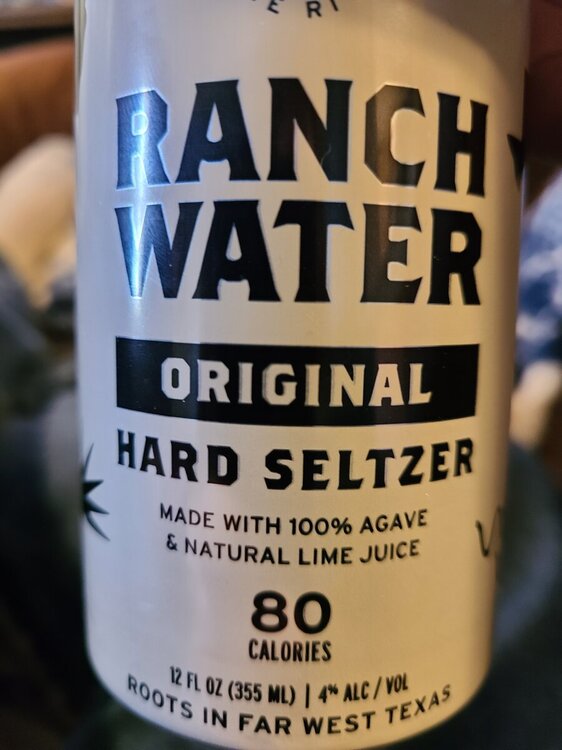 RANCH
WATER
ORIGINAL
HARD SELTZER
MADE WITH 100% AGAVE
& NATURAL LIME JUICE
80
CALORIES
12 FL OZ (355 ML) | 4% ALC / VOL
ROOTS IN FAR WEST TEXAS